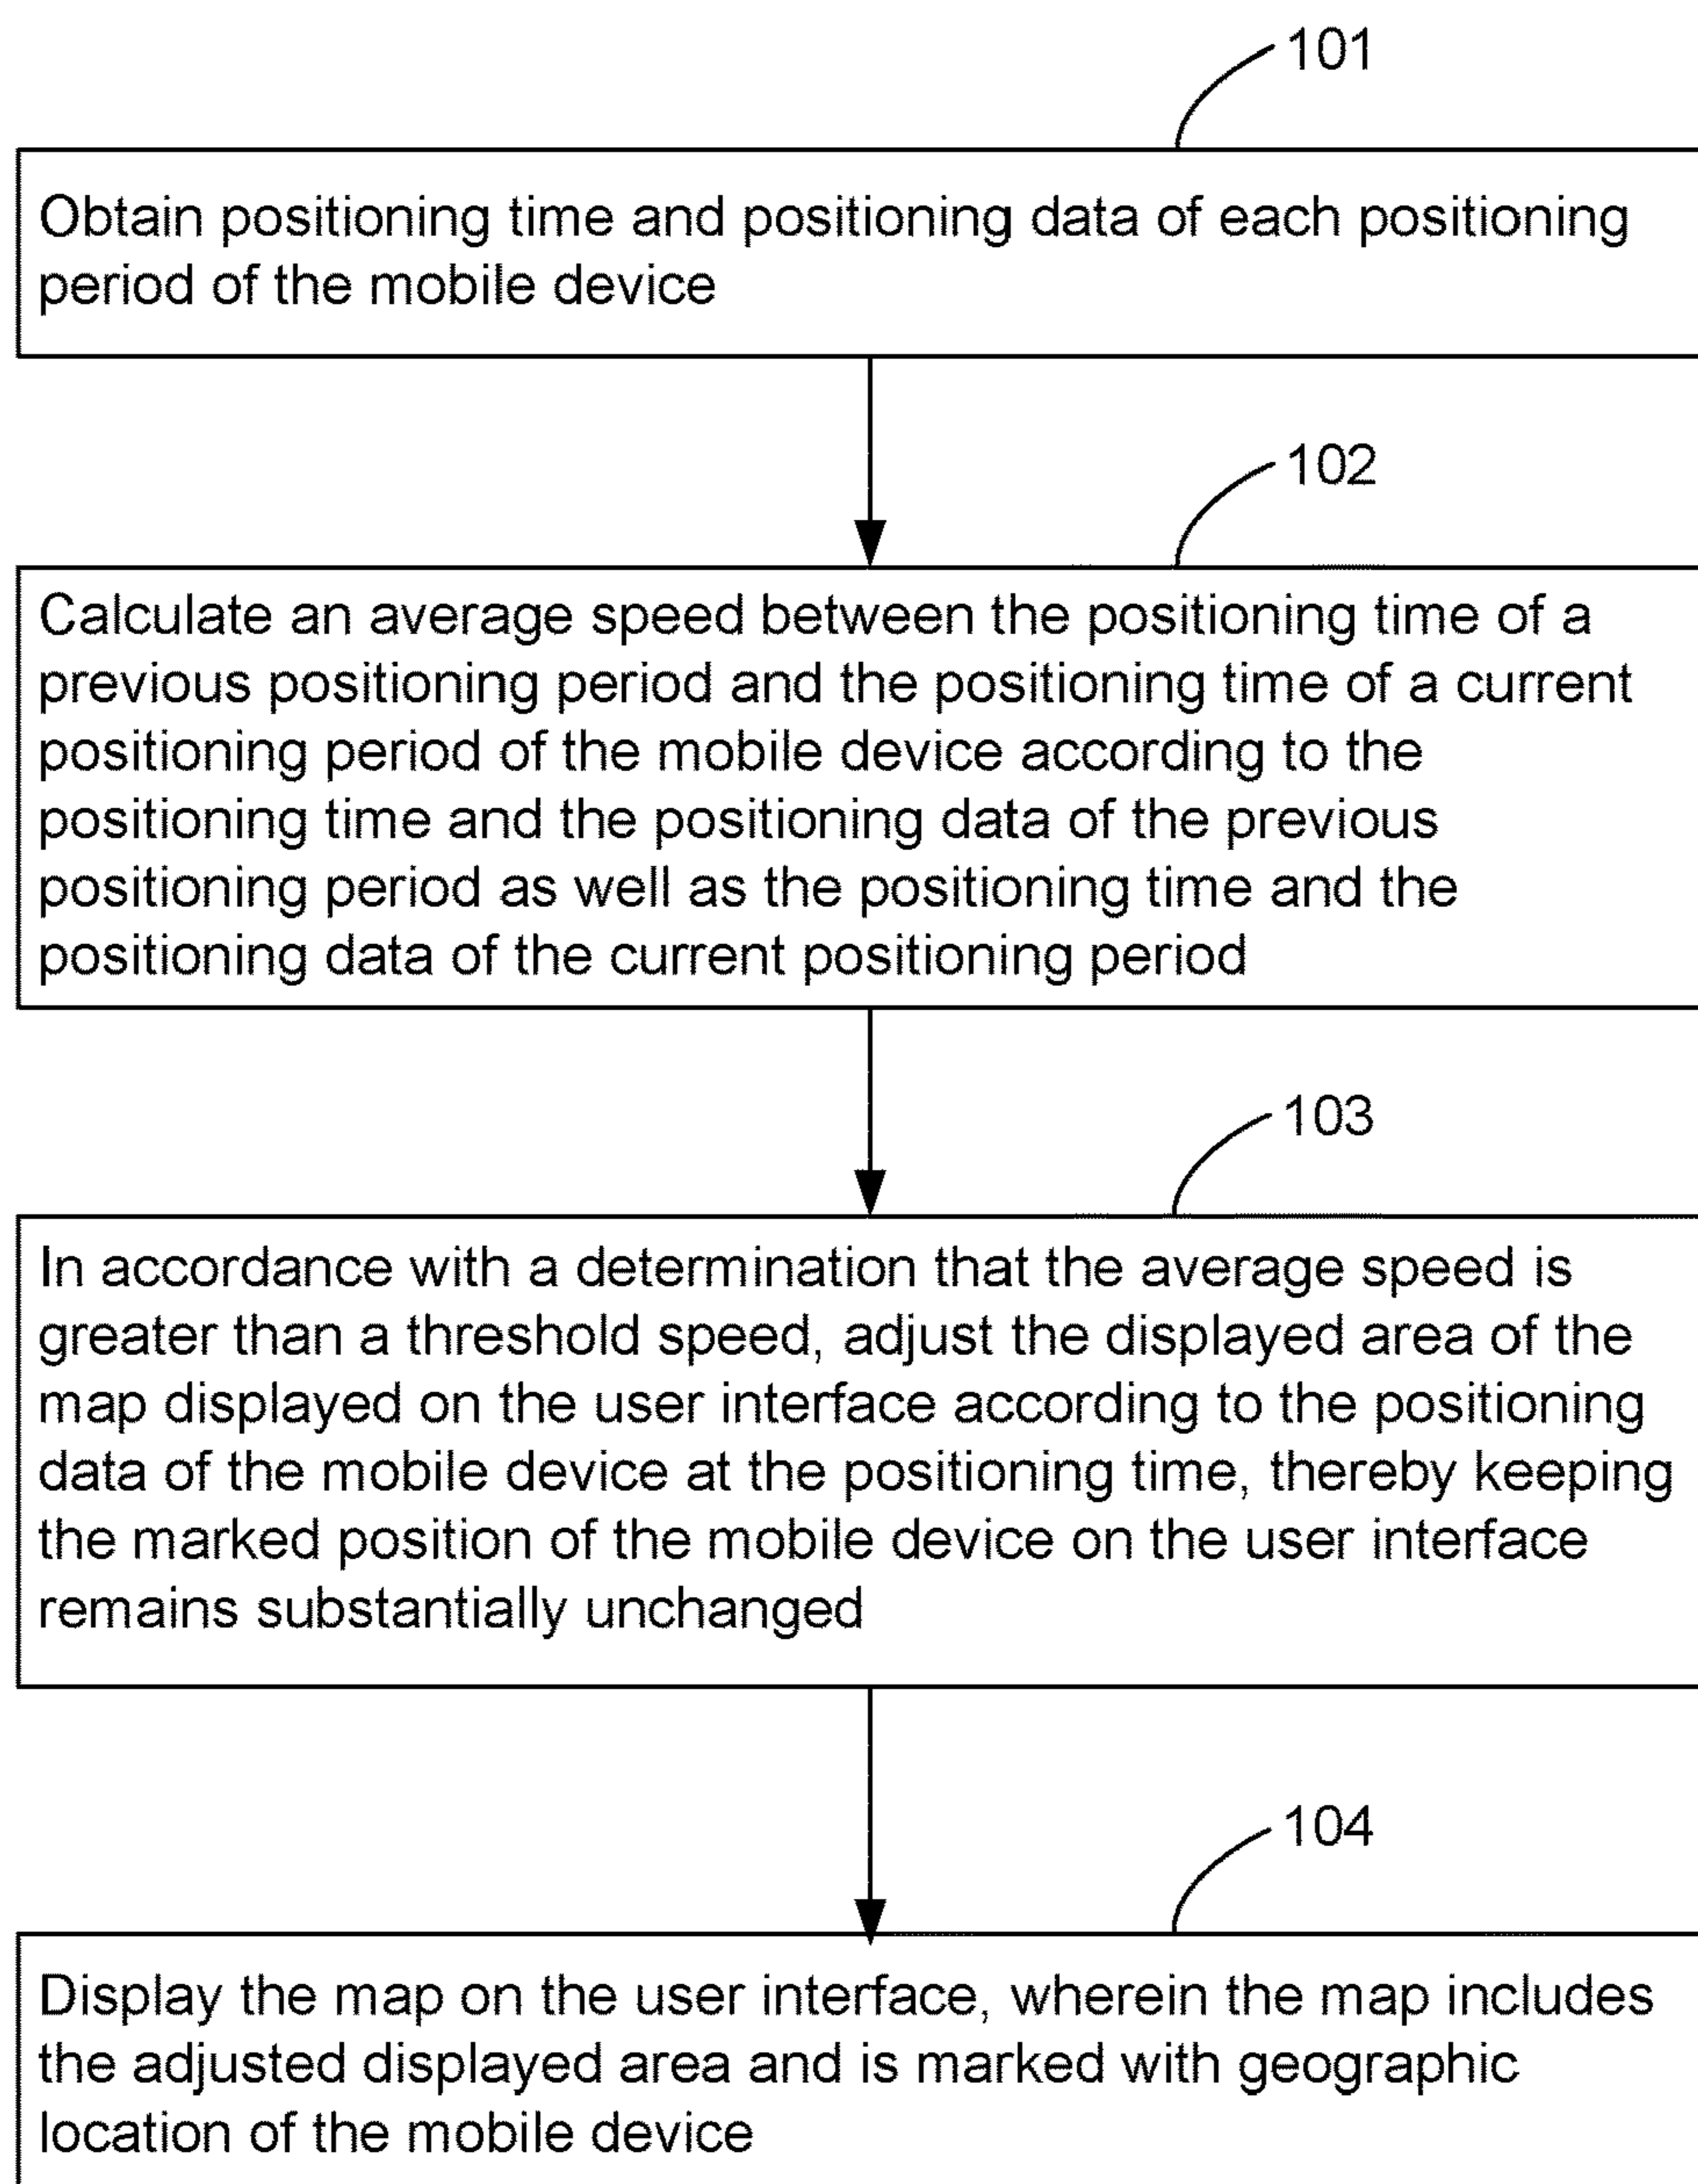 101
Obtain positioning time and positioning data of each positioning
period of the mobile device
102
Calculate an average speed between the positioning time of a
previous positioning period and the positioning time of a current
positioning period of the mobile device according to the
positioning time and the positioning data of the previous
positioning period as well as the positioning time and the
positioning data of the current positioning period
103
In accordance with a determination that the average speed is
greater than a threshold speed, adjust the displayed area of the
map displayed on the user interface according to the positioning
data of the mobile device at the positioning time, thereby keeping
the marked position of the mobile device on the user interface
remains substantially unchanged
104
Display the map on the user interface, wherein the map includes
the adjusted displayed area and is marked with geographic
location of the mobile device